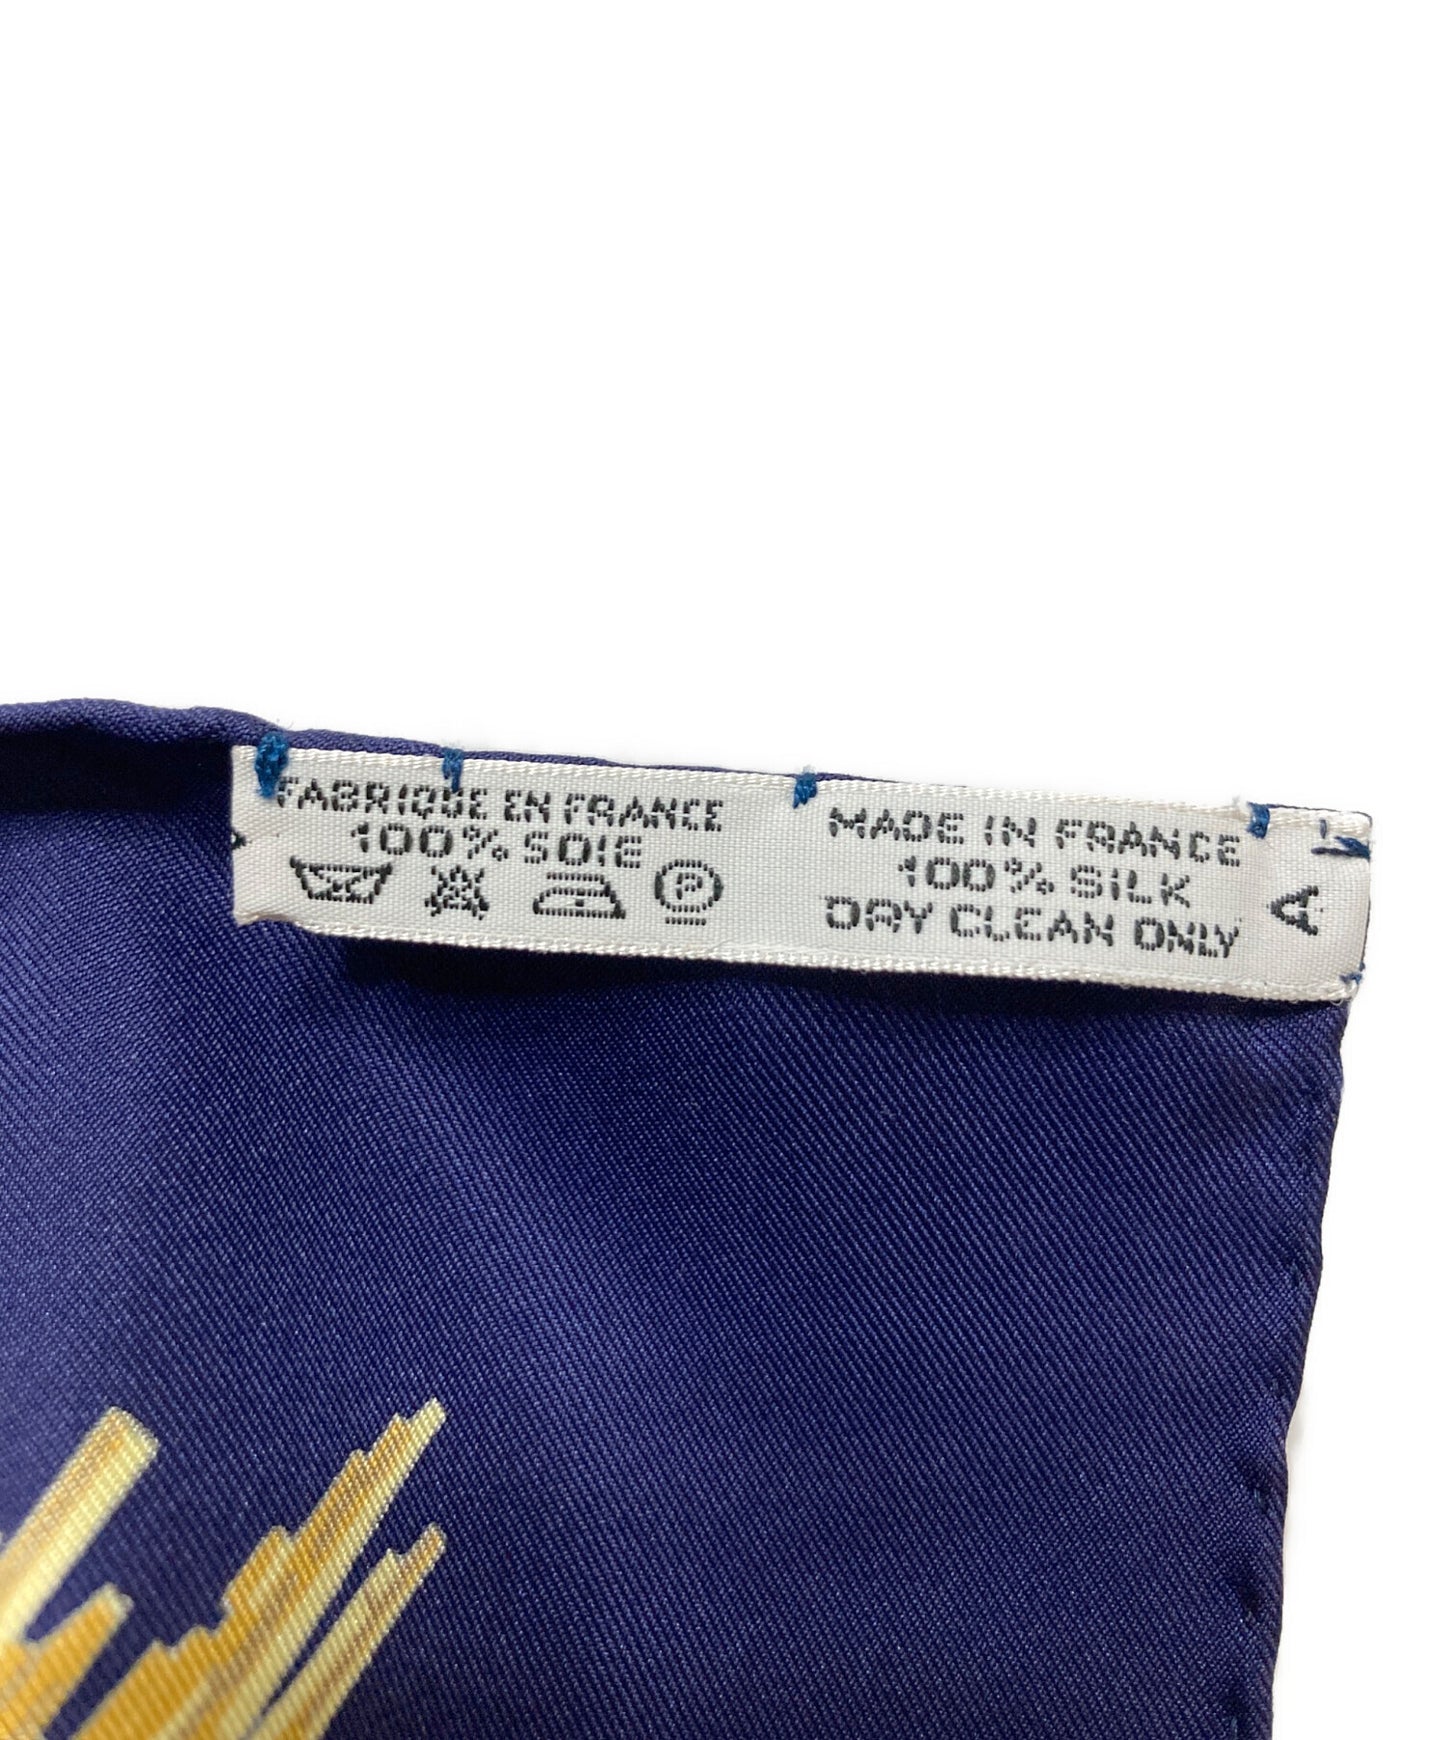 FABRIQUE EN FRANCE
100% SOIE
P
MADE IN FRANCE
100% SILK
DRY CLEAN ONLY
A